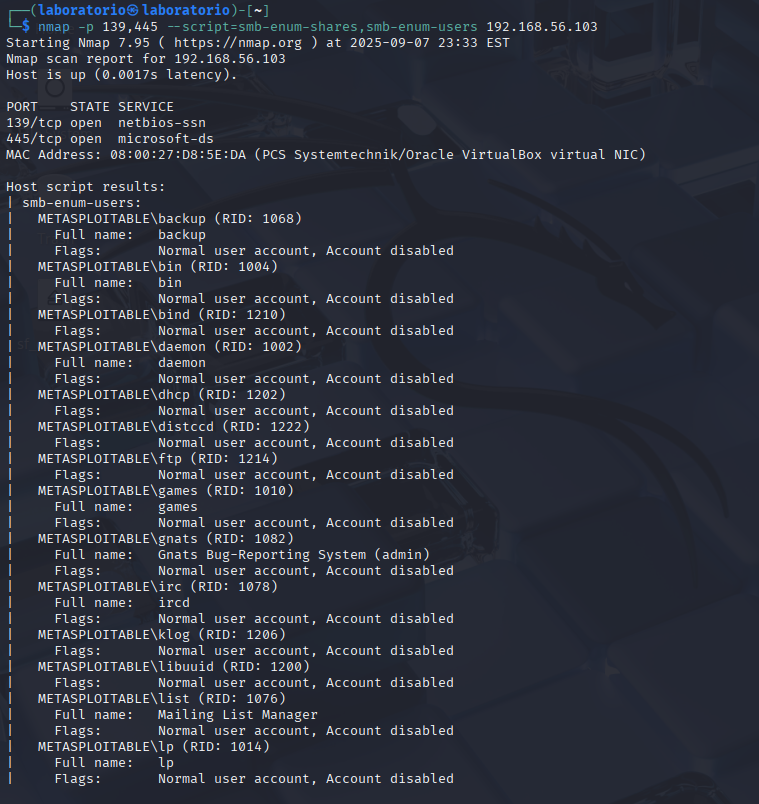 ┌──(laboratorio㉿laboratorio)-[~]
└─$ nmap -p 139,445 --script=smb-enum-shares,smb-enum-users 192.168.56.103
Starting Nmap 7.95 ( https://nmap.org ) at 2025-09-07 23:33 EST
Nmap scan report for 192.168.56.103
Host is up (0.0017s latency).

PORT    STATE SERVICE
139/tcp open  netbios-ssn
445/tcp open  microsoft-ds
MAC Address: 08:00:27:D8:5E:DA (PCS Systemtechnik/Oracle VirtualBox virtual NIC)

Host script results:
| smb-enum-users:
|   METASPLOITABLE\backup (RID: 1068)
|     Full name:   backup
|     Flags:       Normal user account, Account disabled
|   METASPLOITABLE\bin (RID: 1004)
|     Full name:   bin
|     Flags:       Normal user account, Account disabled
|   METASPLOITABLE\bind (RID: 1210)
|     Flags:       Normal user account, Account disabled
|   METASPLOITABLE\daemon (RID: 1002)
|     Full name:   daemon
|     Flags:       Normal user account, Account disabled
|   METASPLOITABLE\dhcp (RID: 1202)
|     Flags:       Normal user account, Account disabled
|   METASPLOITABLE\distccd (RID: 1222)
|     Flags:       Normal user account, Account disabled
|   METASPLOITABLE\ftp (RID: 1214)
|     Flags:       Normal user account, Account disabled
|   METASPLOITABLE\games (RID: 1010)
|     Full name:   games
|     Flags:       Normal user account, Account disabled
|   METASPLOITABLE\gnats (RID: 1082)
|     Full name:   Gnats Bug-Reporting System (admin)
|     Flags:       Normal user account, Account disabled
|   METASPLOITABLE\irc (RID: 1078)
|     Full name:   ircd
|     Flags:       Normal user account, Account disabled
|   METASPLOITABLE\klog (RID: 1206)
|     Flags:       Normal user account, Account disabled
|   METASPLOITABLE\libuuid (RID: 1200)
|     Flags:       Normal user account, Account disabled
|   METASPLOITABLE\list (RID: 1076)
|     Full name:   Mailing List Manager
|     Flags:       Normal user account, Account disabled
|   METASPLOITABLE\lp (RID: 1014)
|     Full name:   lp
|     Flags:       Normal user account, Account disabled